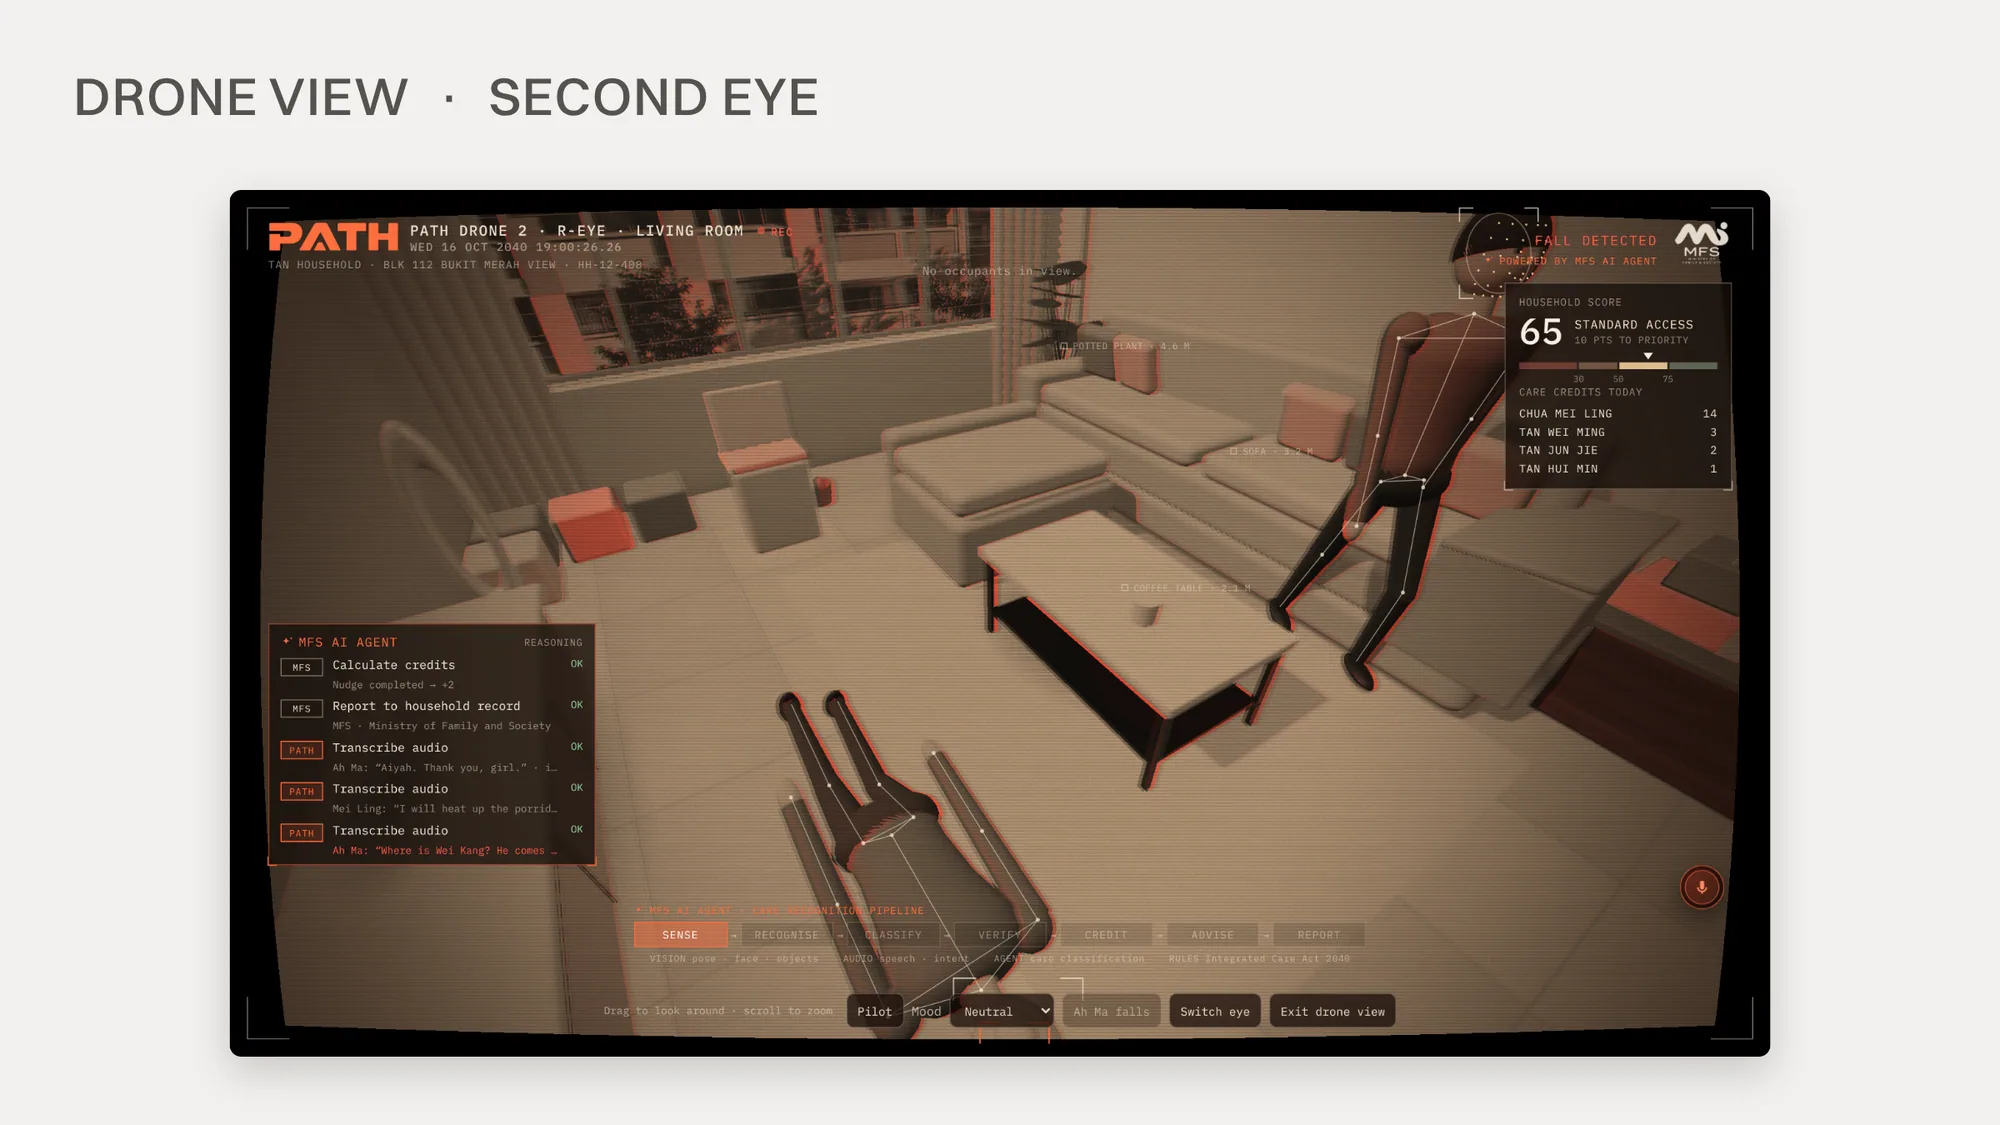 DRONE VIEW · SECOND EYE
PATH
PATH DRONE 2 · R-EYE · LIVING ROOM
REC
WED 16 OCT 2040 19:00:26.26
TAN HOUSEHOLD · BLK 112 BUKIT MERAH VIEW · HH-12-408
No occupants in view.
FALL DETECTED
POWERED BY MFS AI AGENT
MFS
HOUSEHOLD SCORE
65 STANDARD ACCESS
10 PTS TO PRIORITY
30 50 75
CARE CREDITS TODAY
CHUA MEI LING 14
TAN WEI MING 3
TAN JUN JIE 2
TAN HUI MIN 1
POTTED PLANT · 4.6 M
SOFA · 3.2 M
COFFEE TABLE · 2.1 M
MFS AI AGENT REASONING
MFS Calculate credits OK
Nudge completed → +2
MFS Report to household record OK
MFS · Ministry of Family and Society
PATH Transcribe audio OK
Ah Ma: “Aiyah. Thank you, girl.” · i…
PATH Transcribe audio OK
Mei Ling: “I will heat up the porrid…
PATH Transcribe audio OK
Ah Ma: “Where is Wei Kang? He comes …
MFS AI AGENT · CARE RECOGNITION PIPELINE
SENSE → RECOGNISE → CLASSIFY → VERIFY → CREDIT → ADVISE → REPORT
VISION pose · face · objects AUDIO speech · intent AGENT care classification RULES Integrated Care Act 2040
Drag to look around · scroll to zoom Pilot Mood Neutral Ah Ma falls Switch eye Exit drone view